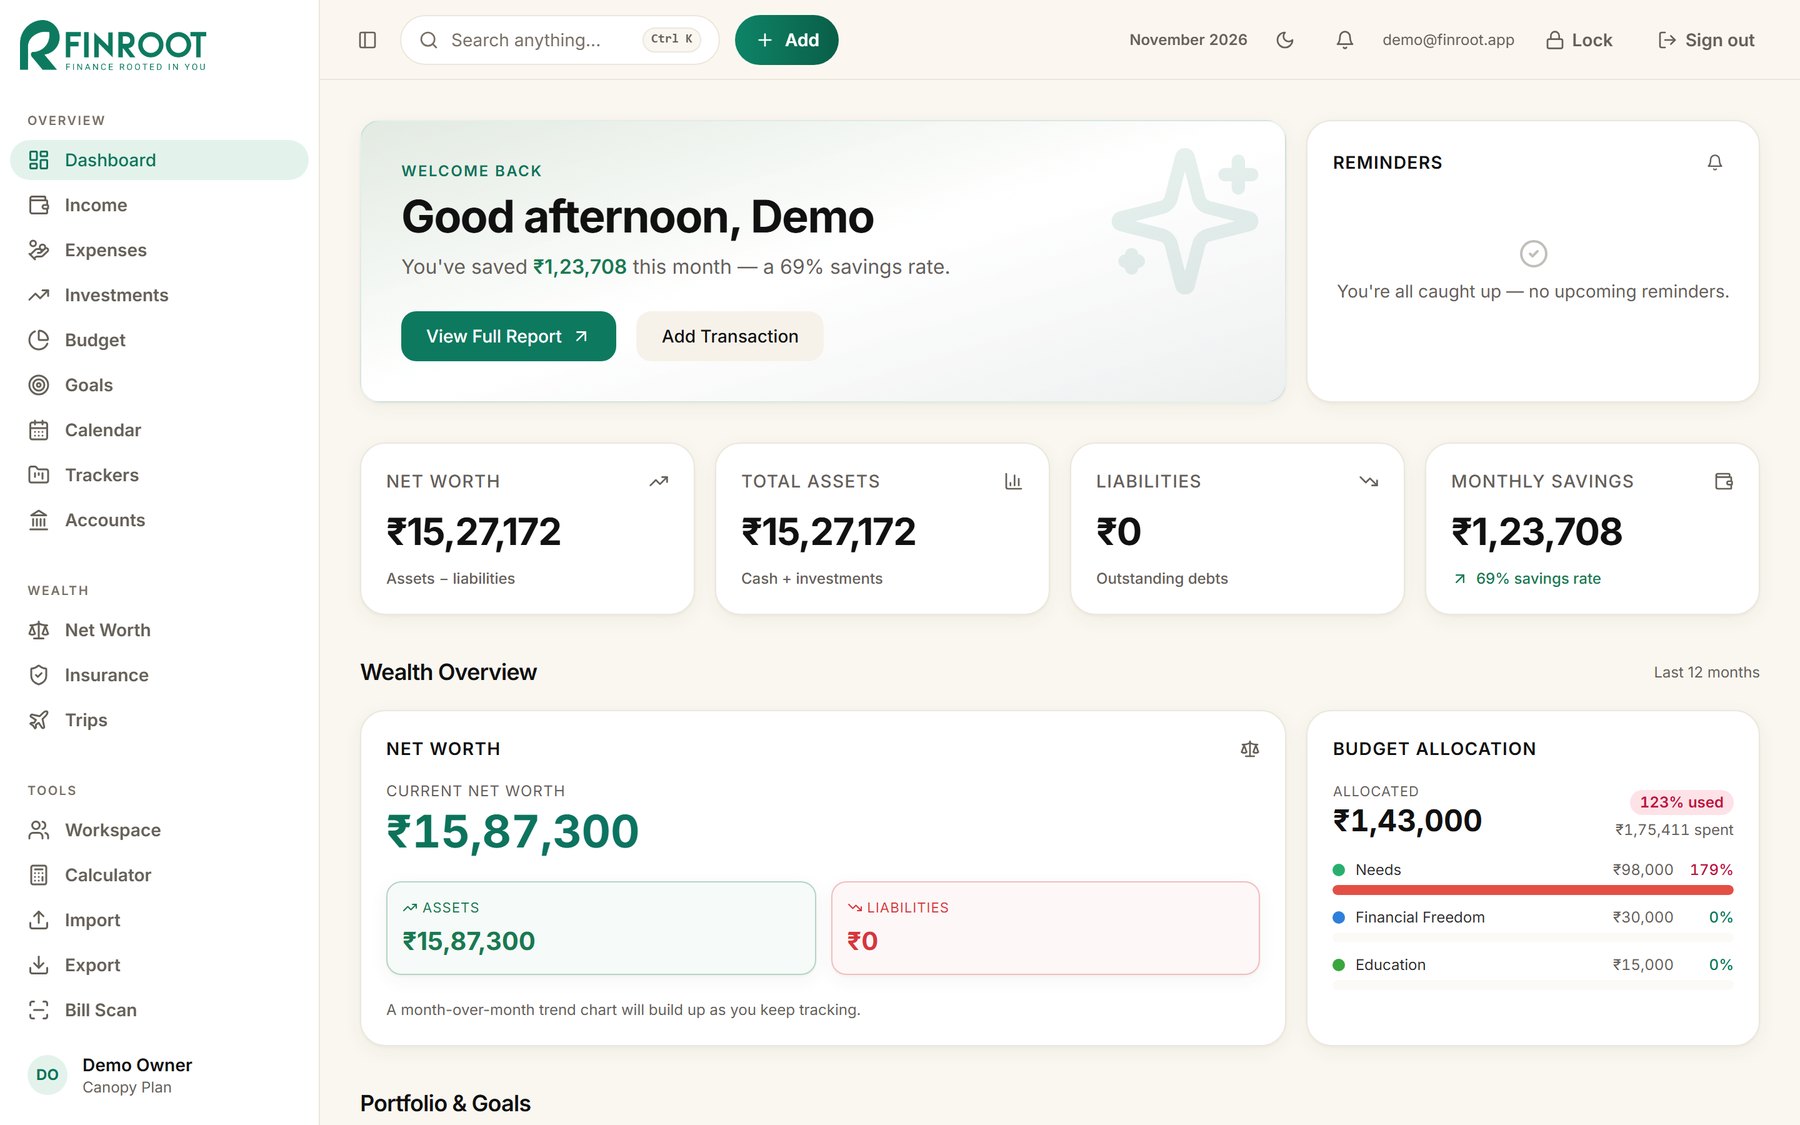 FINROOT
FINANCE ROOTED IN YOU
OVERVIEW
Dashboard
Income
Expenses
Investments
Budget
Goals
Calendar
Trackers
Accounts
WEALTH
Net Worth
Insurance
Trips
TOOLS
Workspace
Calculator
Import
Export
Bill Scan
DO
Demo Owner
Canopy Plan
Search anything... Ctrl K
Add
November 2026
demo@finroot.app
Lock
Sign out
WELCOME BACK
Good afternoon, Demo
You've saved ₹1,23,708 this month — a 69% savings rate.
View Full Report
Add Transaction
REMINDERS
You're all caught up — no upcoming reminders.
NET WORTH
₹15,27,172
Assets − liabilities
TOTAL ASSETS
₹15,27,172
Cash + investments
LIABILITIES
₹0
Outstanding debts
MONTHLY SAVINGS
₹1,23,708
69% savings rate
Wealth Overview
Last 12 months
NET WORTH
CURRENT NET WORTH
₹15,87,300
ASSETS
₹15,87,300
LIABILITIES
₹0
A month-over-month trend chart will build up as you keep tracking.
BUDGET ALLOCATION
ALLOCATED
₹1,43,000
123% used
₹1,75,411 spent
Needs ₹98,000 179%
Financial Freedom ₹30,000 0%
Education ₹15,000 0%
Portfolio & Goals